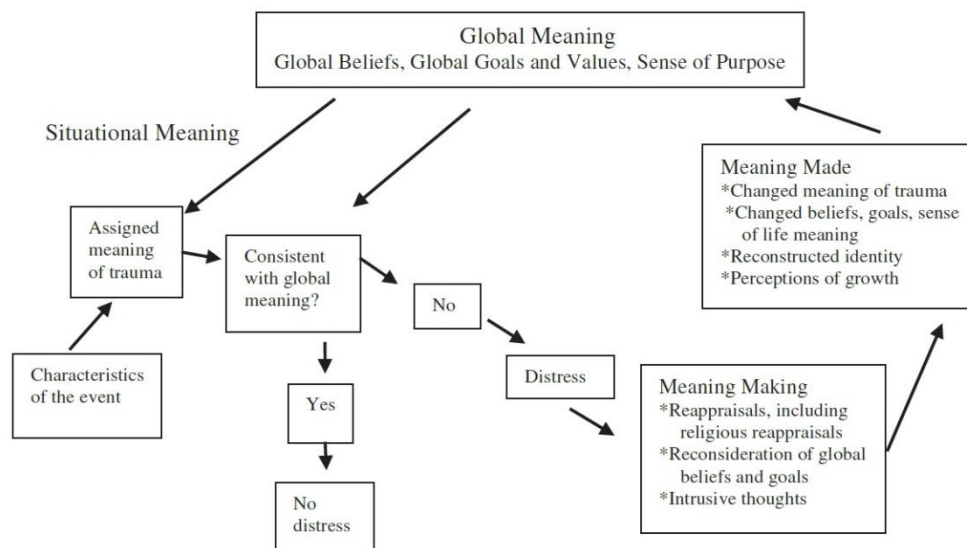 Global Meaning
Global Beliefs, Global Goals and Values, Sense of Purpose
Situational Meaning
Assigned
meaning
of trauma
Consistent
with global
meaning?
Characteristics
of the event
Yes
No
distress
No
Distress
Meaning Making
*Reappraisals, including
religious reappraisals
*Reconsideration of global
beliefs and goals
*Intrusive thoughts
Meaning Made
*Changed meaning of trauma
*Changed beliefs, goals, sense
of life meaning
*Reconstructed identity
*Perceptions of growth